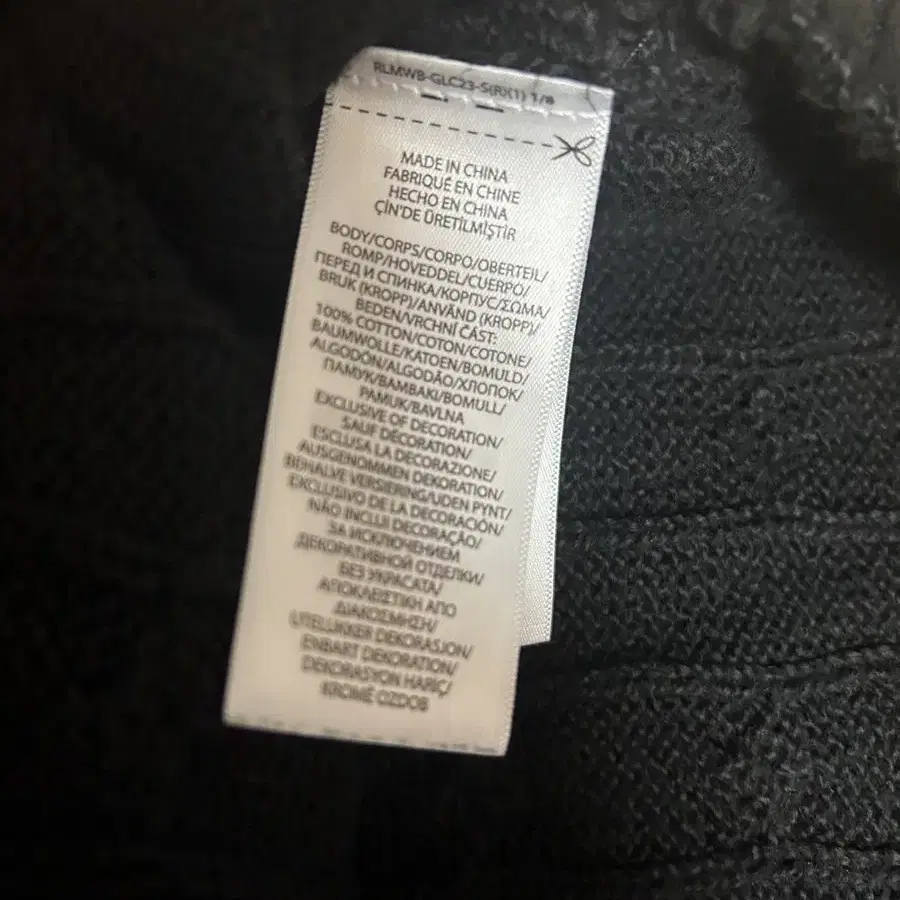 RLMWB-GLC23-S(R)(1) 1/8
MADE IN CHINA
FABRIQUÉ EN CHINE
HECHO EN CHINA
ÇİN'DE ÜRETİLMİŞTİR
BODY/CORPS/CORPO/OBERTEIL/
ROMP/HOVEDDEL/CUERPO/
ПЕРЕД И СПИНКА/КОРПУС/ΣΩΜΑ/
BRUK (KROPP)/ANVÄND (KROPP)/
BEDEN/VRCHNÍ ČÁST:
100% COTTON/COTON/COTONE/
BAUMWOLLE/KATOEN/BOMULD/
ALGODÓN/ALGODÃO/ХЛОПОК/
ПАМУК/ΒΑΜΒΑΚΙ/BOMULL/
PAMUK/BAVLNA
EXCLUSIVE OF DECORATION/
SAUF DÉCORATION/
ESCLUSA LA DECORAZIONE/
AUSGENOMMEN DEKORATION/
BEHALVE VERSIERING/UDEN PYNT/
EXCLUSIVO DE LA DECORACIÓN/
NÃO INCLUI DECORAÇÃO/
ЗА ИСКЛЮЧЕНИЕМ
ДЕКОРАТИВНОЙ ОТДЕЛКИ/
БЕЗ УКРАСАТА/
ΑΠΟΚΛΕΙΣΤΙΚΗ ΑΠΟ
ΔΙΑΚΟΣΜΗΣΗ/
UTELUKKER DEKORASJON/
ENBART DEKORATION/
DEKORASYON HARİÇ/
KROMĚ OZDOB